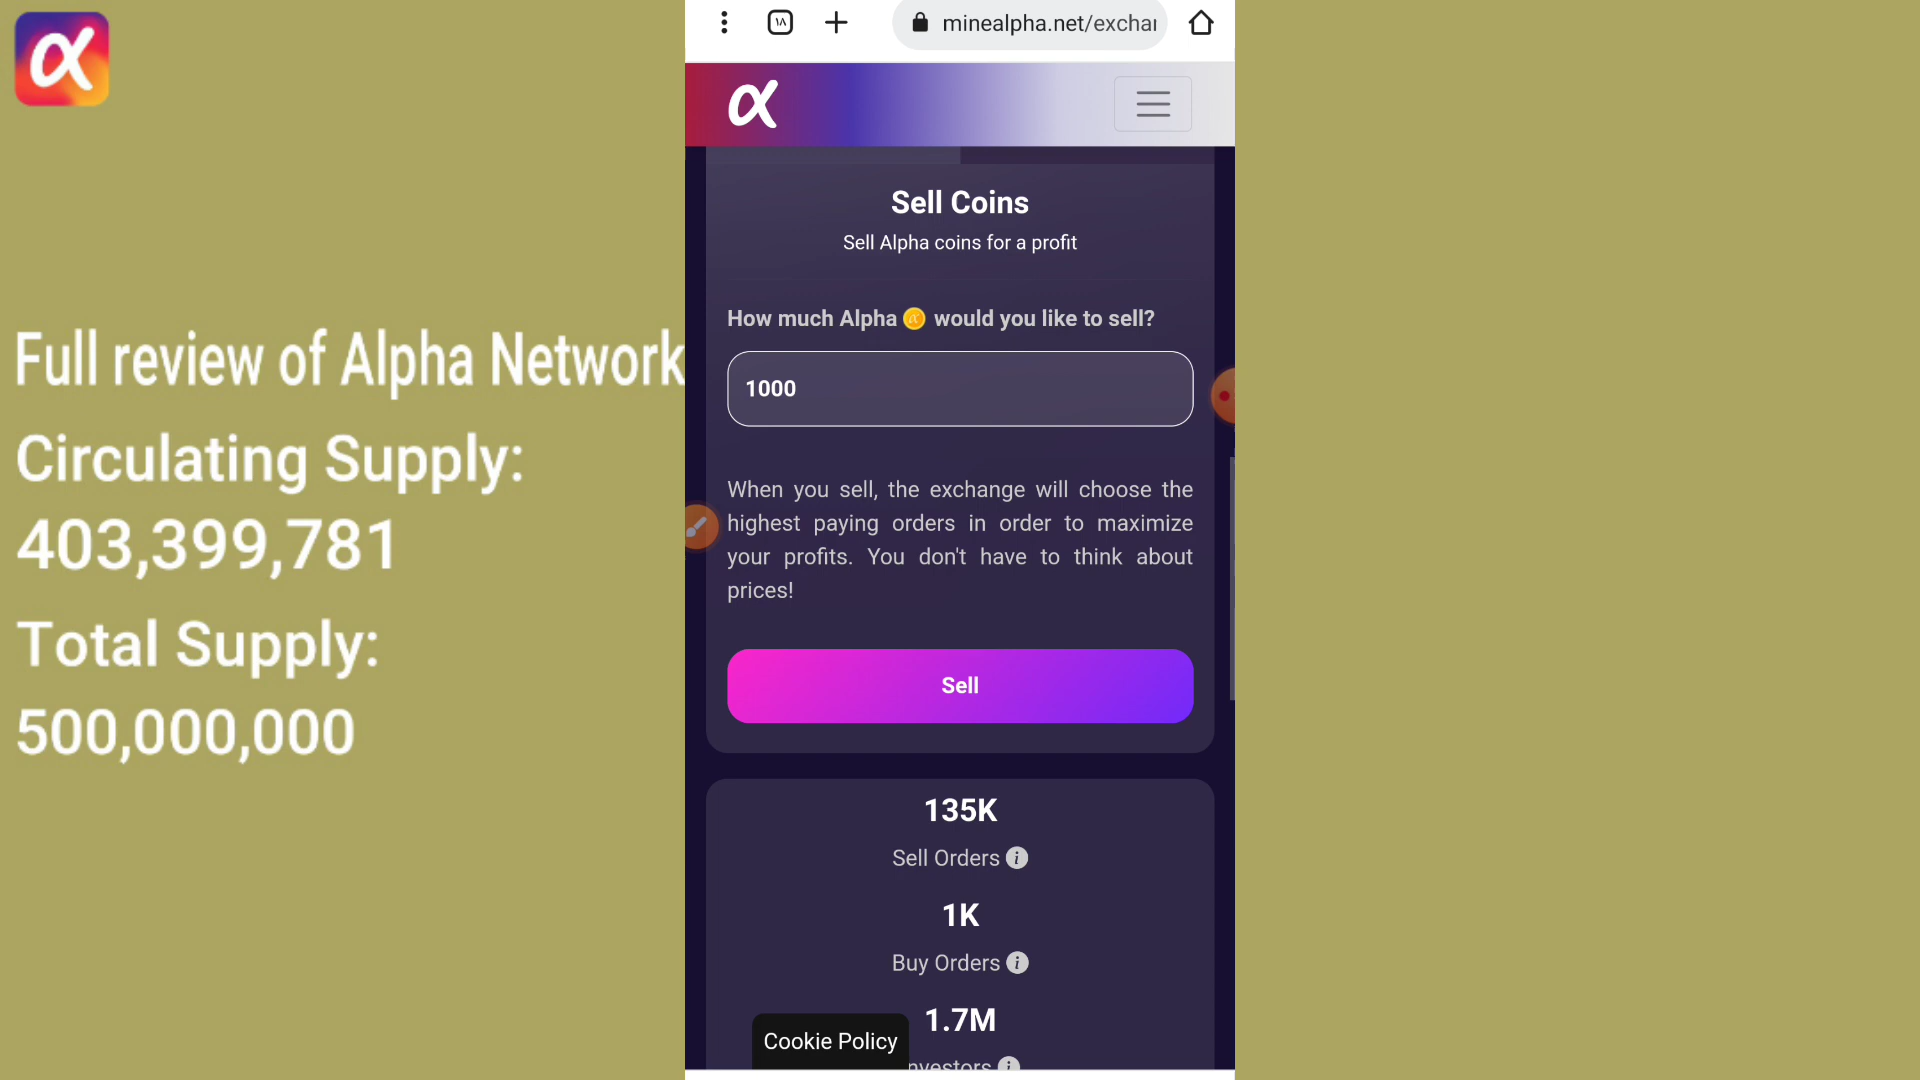 Full review of Alpha Network
Circulating Supply:
403,399,781
Total Supply:
500,000,000
١٨
minealpha.net/exchar
Sell Coins
Sell Alpha coins for a profit
How much Alpha would you like to sell?
1000
When you sell, the exchange will choose the
highest paying orders in order to maximize
your profits. You don't have to think about
prices!
Sell
135K
Sell Orders
1K
Buy Orders
1.7M
nvestors
Cookie Policy